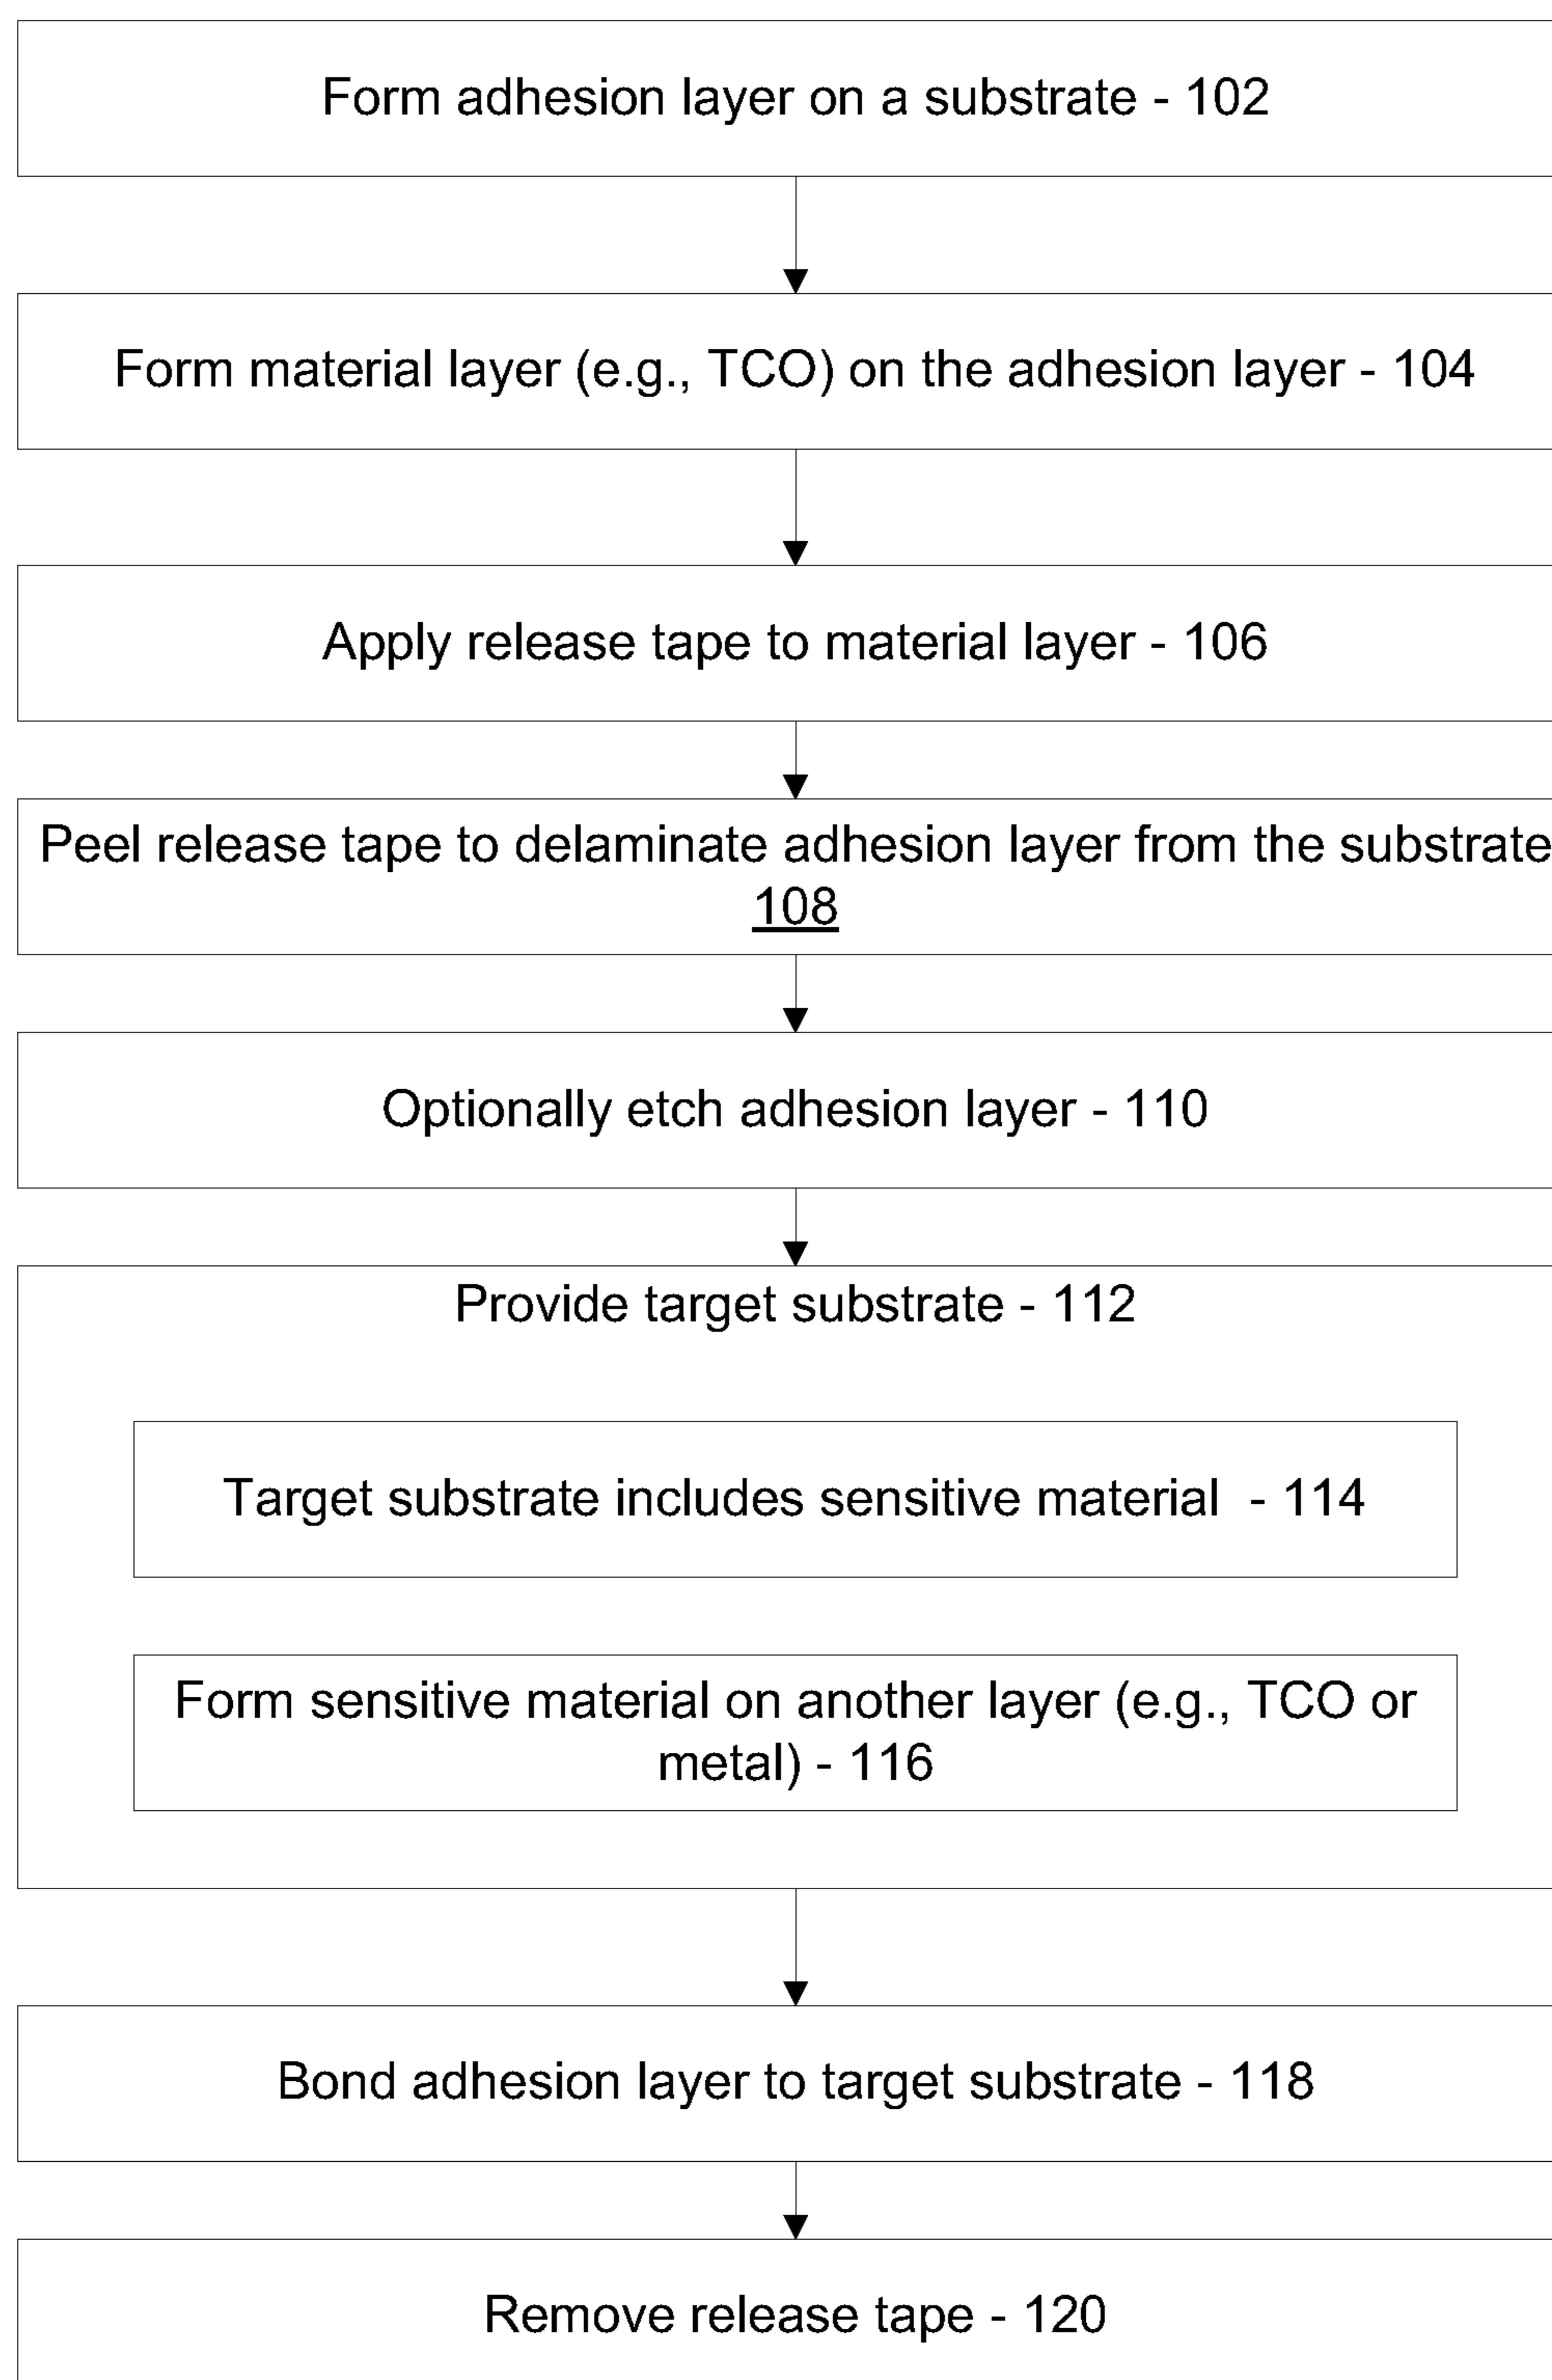 Form adhesion layer on a substrate - 102
Form material layer (e.g., TCO) on the adhesion layer - 104
Apply release tape to material layer - 106
Peel release tape to delaminate adhesion layer from the substrate
108
Optionally etch adhesion layer - 110
Provide target substrate - 112
Target substrate includes sensitive material  - 114
Form sensitive material on another layer (e.g., TCO or
metal) - 116
Bond adhesion layer to target substrate - 118
Remove release tape - 120